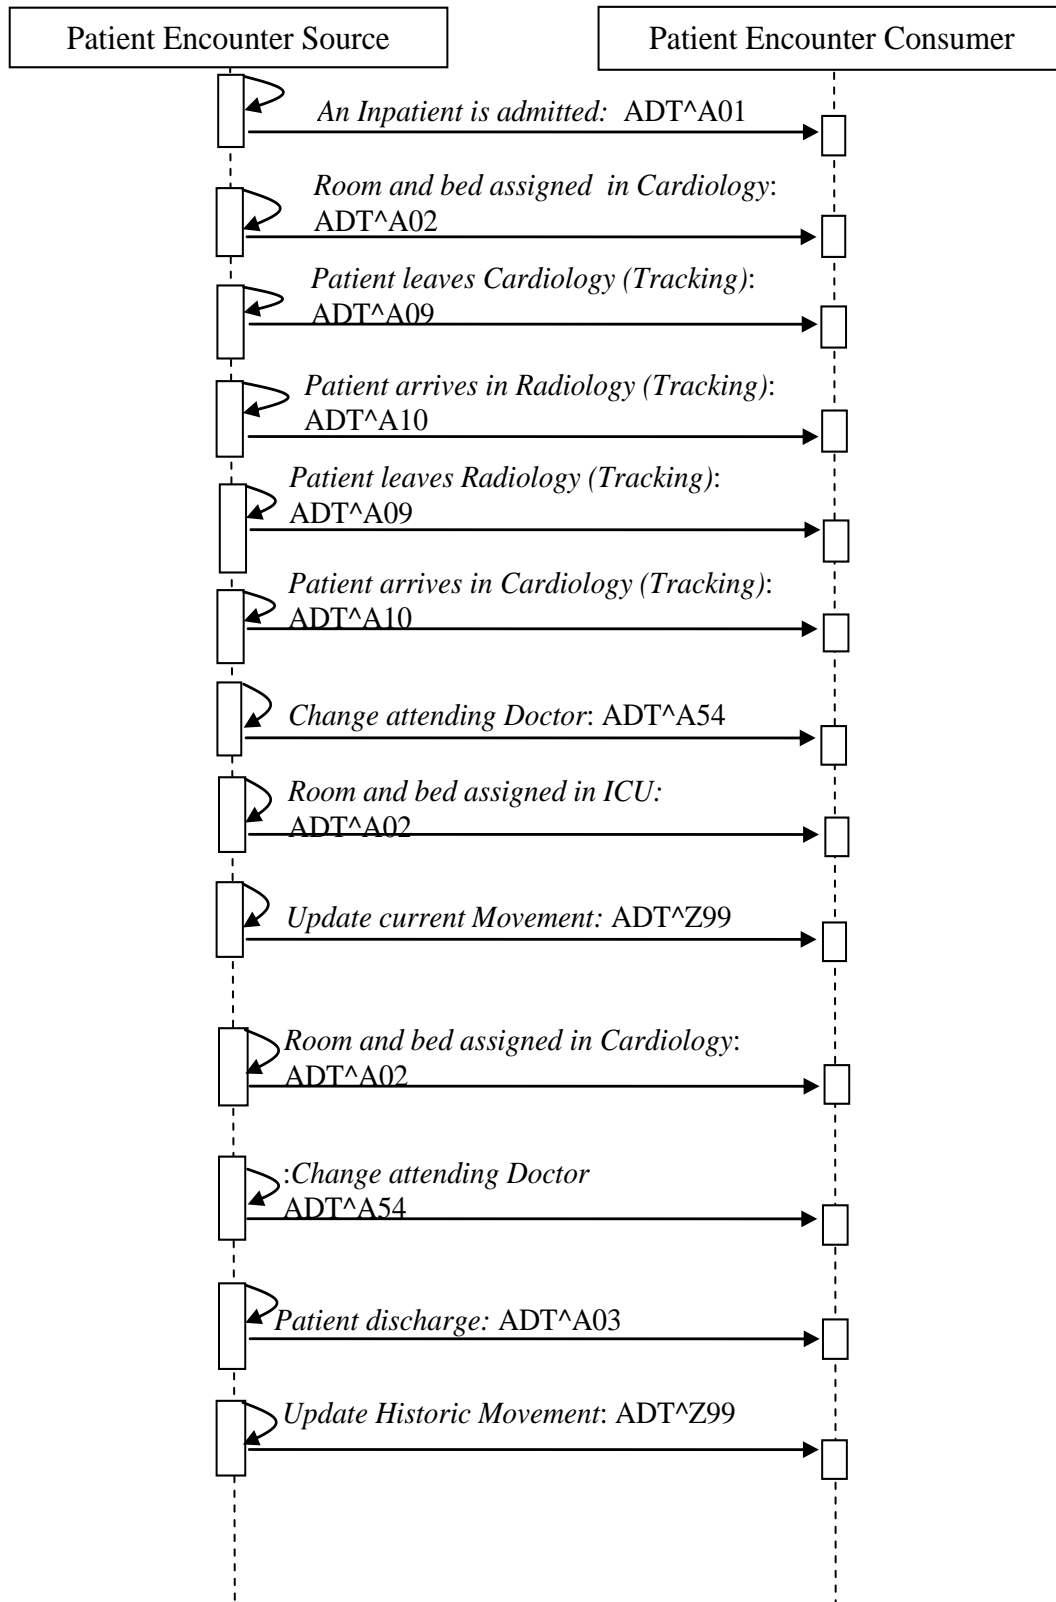 Patient Encounter Source
Patient Encounter Consumer
An Inpatient is admitted:  ADT^A01
Room and bed assigned  in Cardiology:
ADT^A02
Patient leaves Cardiology (Tracking):
ADT^A09
Patient arrives in Radiology (Tracking):
ADT^A10
Patient leaves Radiology (Tracking):
ADT^A09
Patient arrives in Cardiology (Tracking):
ADT^A10
Change attending Doctor: ADT^A54
Room and bed assigned in ICU:
ADT^A02
Update current Movement: ADT^Z99
Room and bed assigned in Cardiology:
ADT^A02
:Change attending Doctor
ADT^A54
Patient discharge: ADT^A03
Update Historic Movement: ADT^Z99